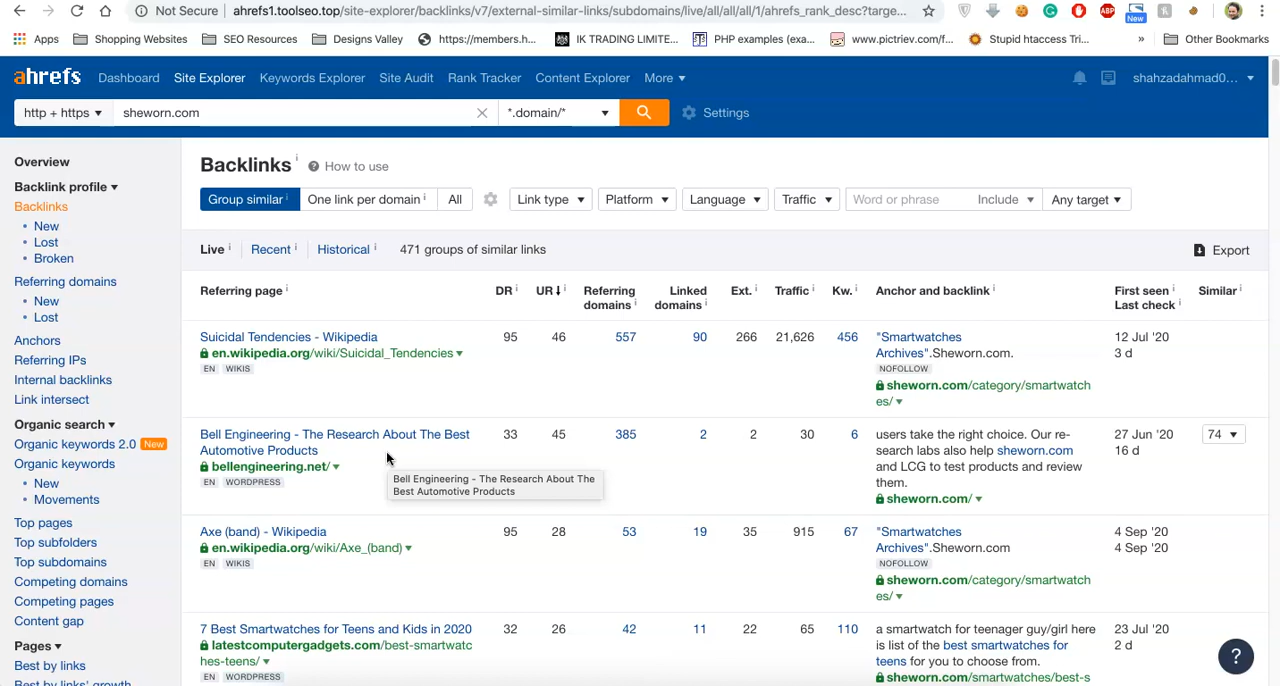 Not Secure | ahrefs1.toolseo.top/site-explorer/backlinks/v7/external-similar-links/subdomains/live/all/all/all/1/ahrefs_rank_desc?targe...
ABP
New
Apps Shopping Websites SEO Resources Designs Valley https://members.h... IK TRADING LIMITE... PHP examples (exa... www.pictriev.com/f... Stupid htaccess Tri... » Other Bookmarks
ahrefs Dashboard Site Explorer Keywords Explorer Site Audit Rank Tracker Content Explorer More shahzadahmad0...
http + https sheworn.com *.domain/* Settings
Overview
Backlink profile
Backlinks
New
Lost
Broken
Referring domains
New
Lost
Anchors
Referring IPs
Internal backlinks
Link intersect
Organic search
Organic keywords 2.0 New
Organic keywords
New
Movements
Top pages
Top subfolders
Top subdomains
Competing domains
Competing pages
Content gap
Pages
Best by links
Best by links' growth
Backlinks i ? How to use
Group similar i One link per domain i All Link type Platform Language Traffic Word or phrase Include Any target
Live i Recent i Historical i 471 groups of similar links Export
Referring page i DR i UR i Referring domains i Linked domains i Ext. i Traffic i Kw. i Anchor and backlink i First seen i Last check i Similar i
Suicidal Tendencies - Wikipedia 95 46 557 90 266 21,626 456 "Smartwatches 12 Jul '20
en.wikipedia.org/wiki/Suicidal_Tendencies Archives".Sheworn.com. 3 d
EN WIKIS NOFOLLOW
sheworn.com/category/smartwatch
es/
Bell Engineering - The Research About The Best 33 45 385 2 2 30 6 users take the right choice. Our re- 27 Jun '20 74
Automotive Products search labs also help sheworn.com 16 d
bellengineering.net/ and LCG to test products and review
EN WORDPRESS them.
sheworn.com/
Bell Engineering - The Research About The
Best Automotive Products
Axe (band) - Wikipedia 95 28 53 19 35 915 67 "Smartwatches 4 Sep '20
en.wikipedia.org/wiki/Axe_(band) Archives".Sheworn.com 4 Sep '20
EN WIKIS NOFOLLOW
sheworn.com/category/smartwatch
es/
7 Best Smartwatches for Teens and Kids in 2020 32 26 42 11 22 65 110 a smartwatch for teenager guy/girl here 23 Jul '20
latestcomputergadgets.com/best-smartwatc is list of the best smartwatches for 2 d
hes-teens/ teens for you to choose from.
EN WORDPRESS sheworn.com/smartwatches/best-s
?